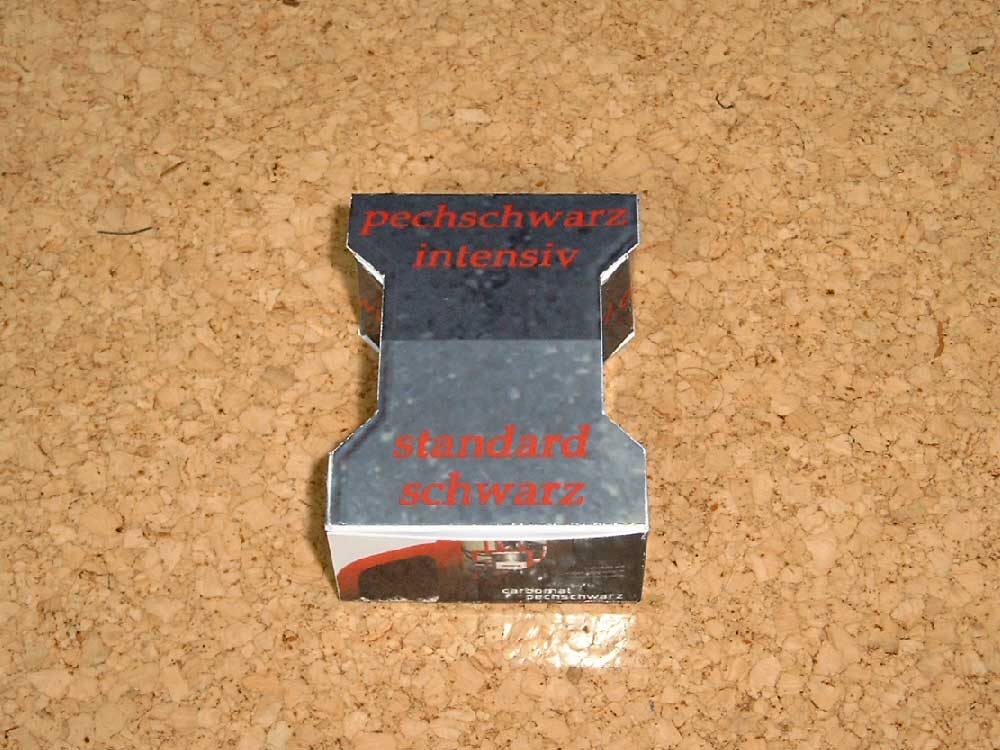 pechschwarz
intensiv
standard
schwarz
carbomat
pechschwarz